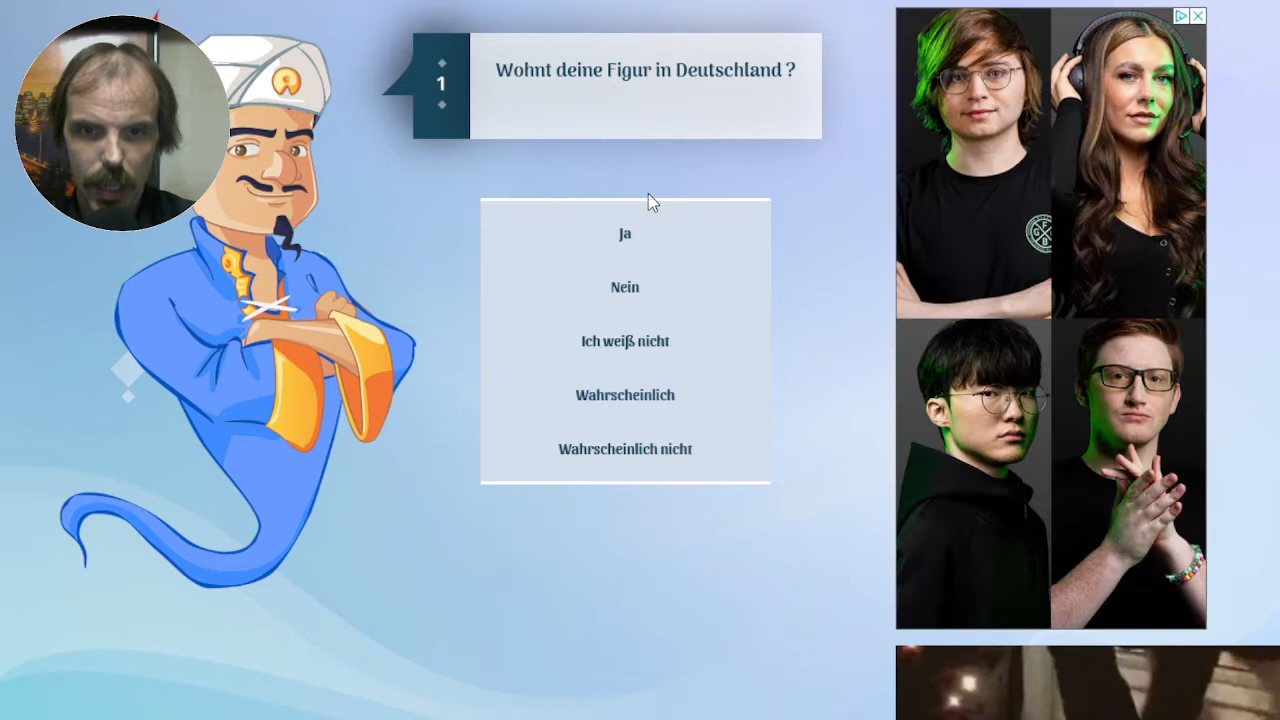 1
Wohnt deine Figur in Deutschland ?
Ja
Nein
Ich weiß nicht
Wahrscheinlich
Wahrscheinlich nicht